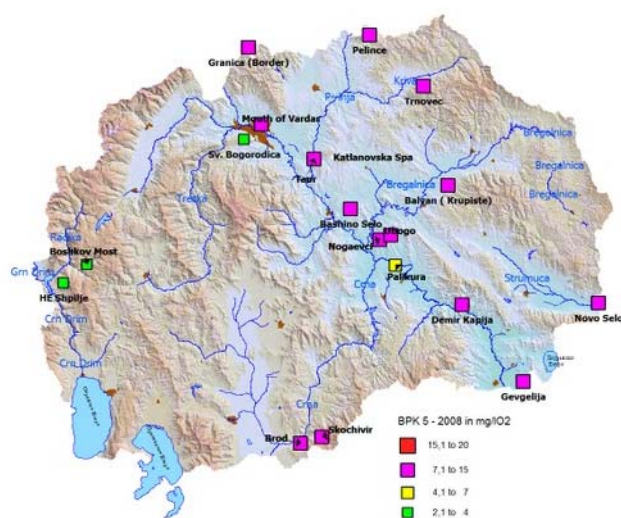 Pelince
Granica (Border)
Kriva
Trnovec
Pcinja
Mouth of Vardar
Bregalnica
Sv. Bogorodica
Katlanovska Spa
Taor
Bregalnica
Treska
Bregalnica
Balvan ( Krupiste)
Bregalnica
Bashino Selo
Radika
Ubogo
Nogaevci
Boshkov Most
Crn Drim
Palikura
Strumica
HE Shpilje
Crna
Demir Kapija
Novo Selo
Crn Drim
Crn Drim
Gevgelija
Crna
Skochivir
Brod
BPK 5 - 2008 in mg/lO2
15,1 to 20
7,1 to 15
4,1 to 7
2,1 to 4